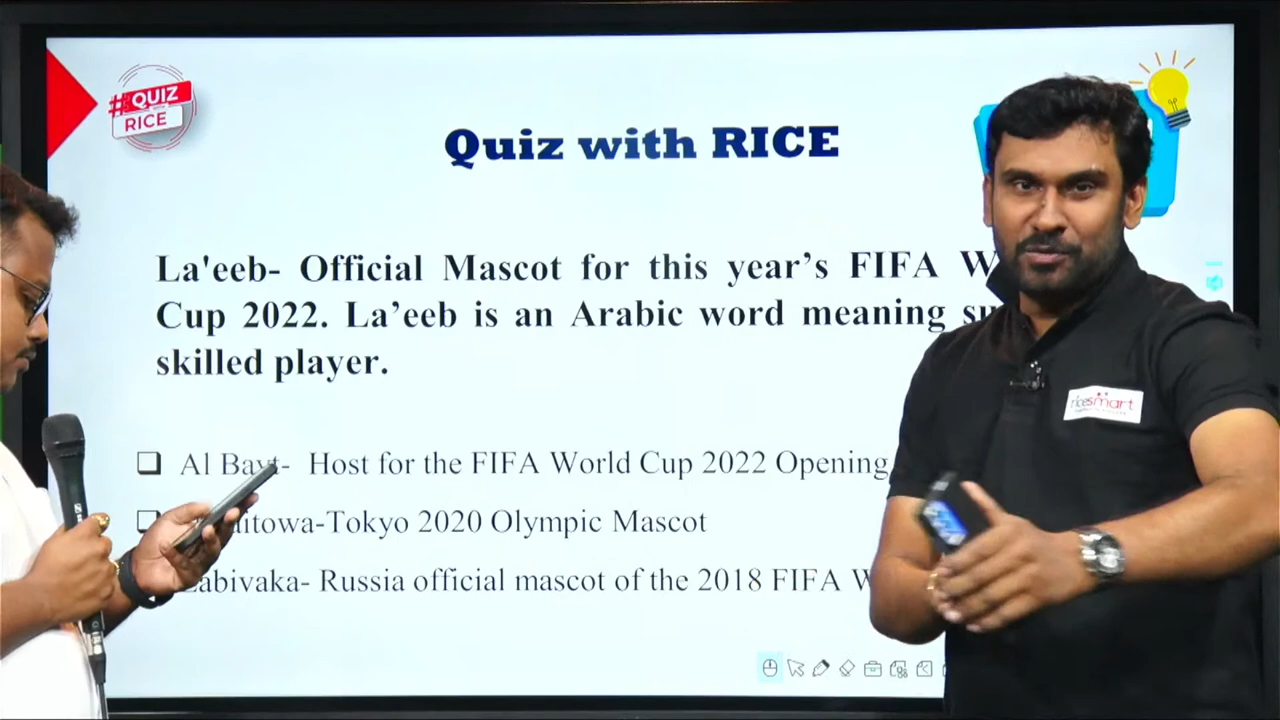 #QUIZ
RICE
Quiz with RICE
La'eeb- Official Mascot for this year's FIFA
Cup 2022. La'eeb is an Arabic word meaning
skilled player.
Al Bayt- Host for the FIFA World Cup 2022 Opening
Tokyo 2020 Olympic Mascot
Russia official mascot of the 2018 FIFA
ricesmart